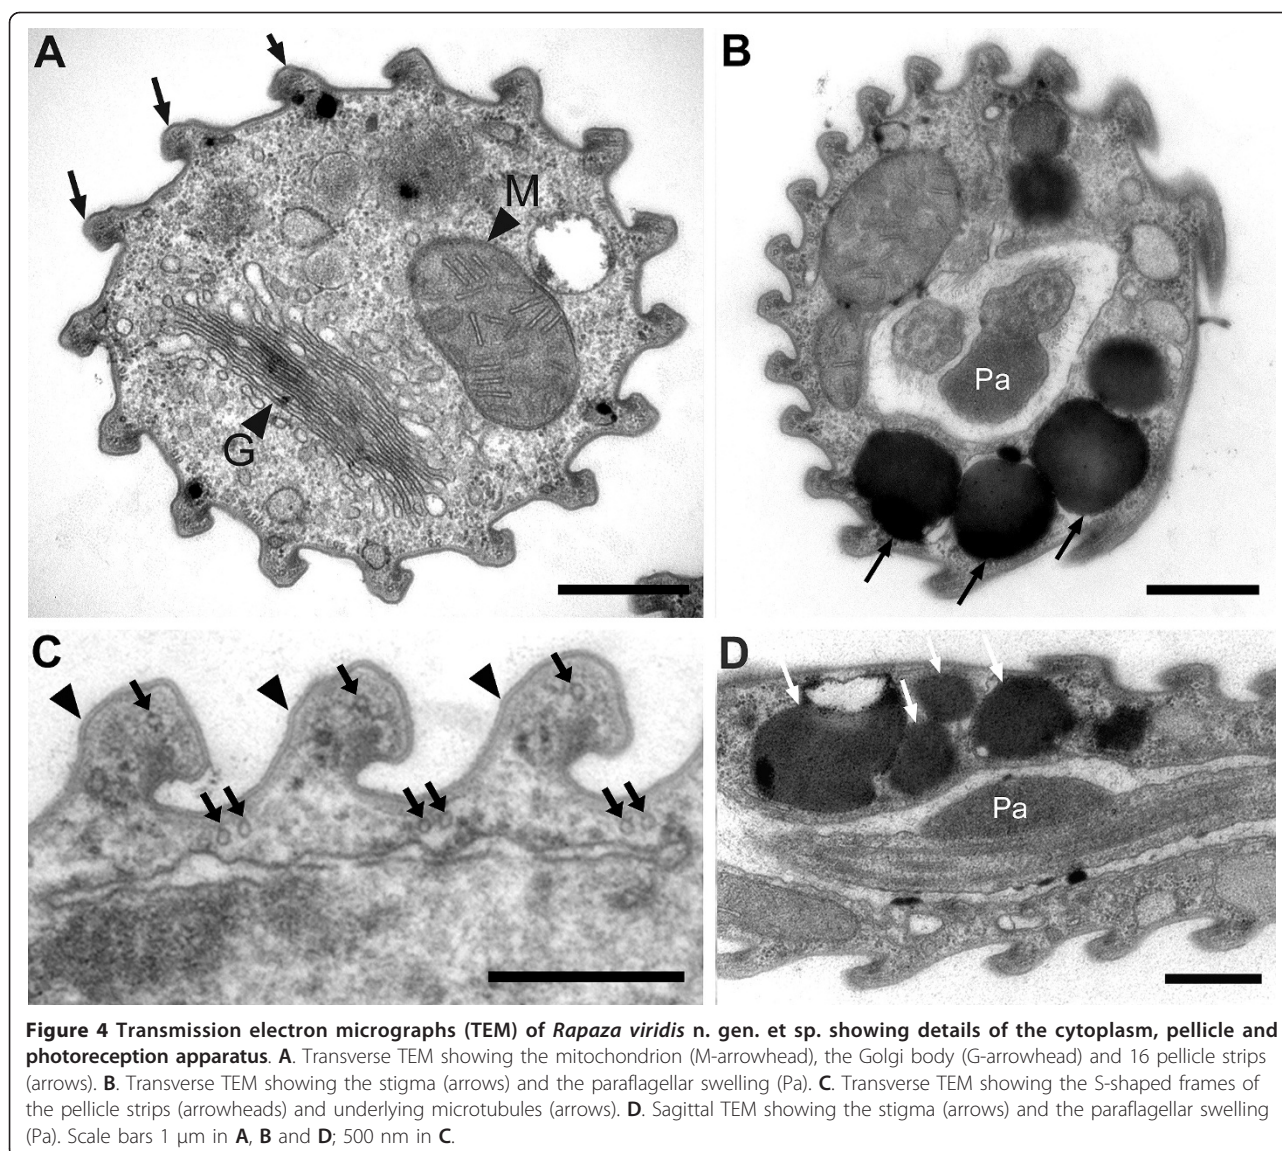 A
M
G
B
Pa
C
D
Pa
Figure 4 Transmission electron micrographs (TEM) of Rapaza viridis n. gen. et sp. showing details of the cytoplasm, pellicle and
photoreception apparatus. A. Transverse TEM showing the mitochondrion (M-arrowhead), the Golgi body (G-arrowhead) and 16 pellicle strips
(arrows). B. Transverse TEM showing the stigma (arrows) and the paraflagellar swelling (Pa). C. Transverse TEM showing the S-shaped frames of
the pellicle strips (arrowheads) and underlying microtubules (arrows). D. Sagittal TEM showing the stigma (arrows) and the paraflagellar swelling
(Pa). Scale bars 1 μm in A, B and D; 500 nm in C.